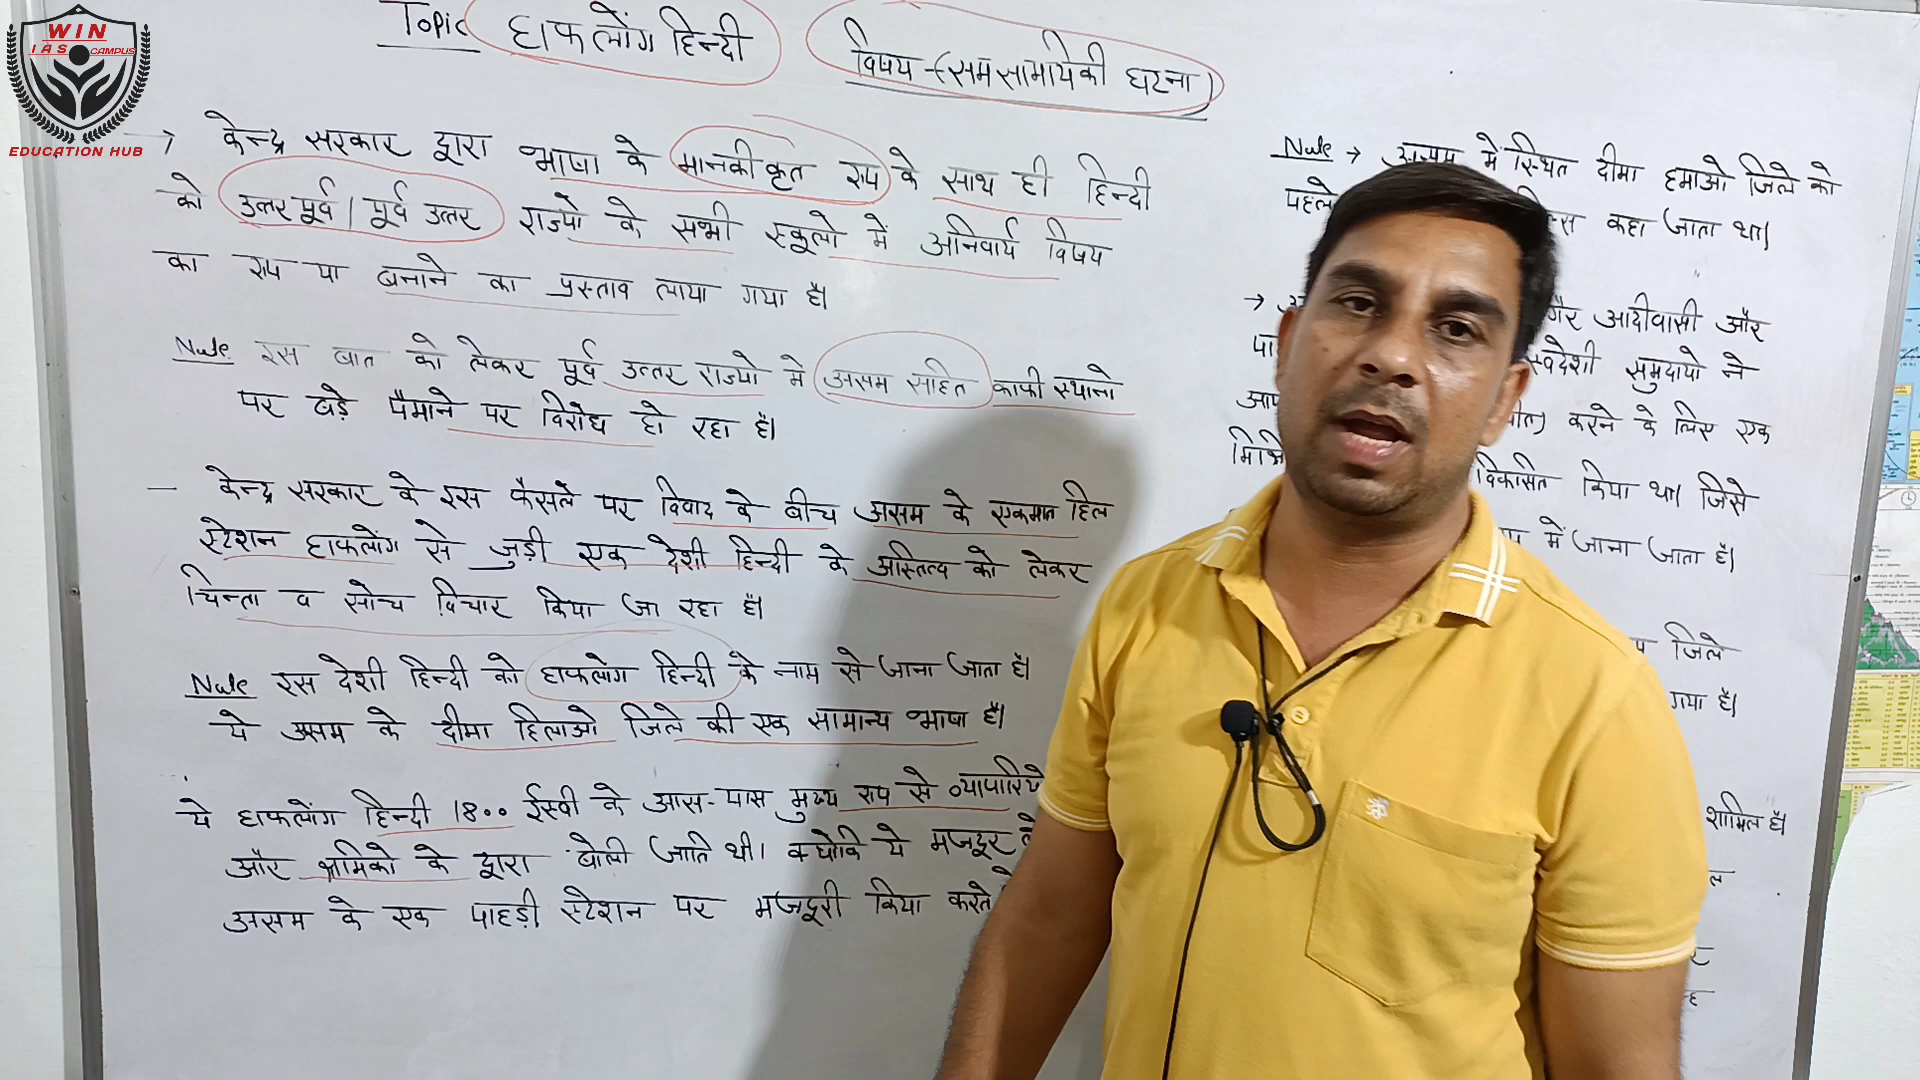 WIN
IAS CAMPUS
EDUCATION HUB
Topic हाफलोंग हिन्दी
विषय-(समसामायिकी घटना)
→ केन्द्र सरकार द्वारा भाषा के मानकीकृत रुप के साथ ही हिन्दी
को उत्तर पूर्व / पूर्व उत्तर राज्यो के सभी स्कूलो में अनिवार्य विषय
का रुप या बनाने का प्रस्ताव लाया गया है।
Note इस बात को लेकर पूर्व उत्तर राज्यो मे असम सहित काफी स्थानो
पर बड़े पैमाने पर विरोध हो रहा है।
- केन्द्र सरकार के इस फैसले पर विवाद के बीच असम के एकमात्र हिल
स्टेशन हाफलोंग से जुड़ी एक देशी हिन्दी के अस्तित्व को लेकर
चिन्ता व सोच विचार किया जा रहा है।
Note इस देशी हिन्दी को हाफलोंग हिन्दी के नाम से जाना जाता है।
ये असम के दीमा हिलाओ जिले की एक सामान्य भाषा है।
ये हाफलोंग हिन्दी 18०० ईस्वी के आस-पास मुख्य रुप से
और श्रमिको के द्वारा बोली जाति थी। क्योकि ये मजदूर
असम के एक पाहड़ी स्टेशन पर मजदूरी किया करते
Note → असम में स्थित दीमा हमाओ जिले को
पहले कहा जाता था।
→ गैर आदीवासी और
स्वदेशी समुदायो ने
करने के लिए एक
विकसित किया था। जिसे
में जाना जाता है।
जिले
गया है।
शामिल है।